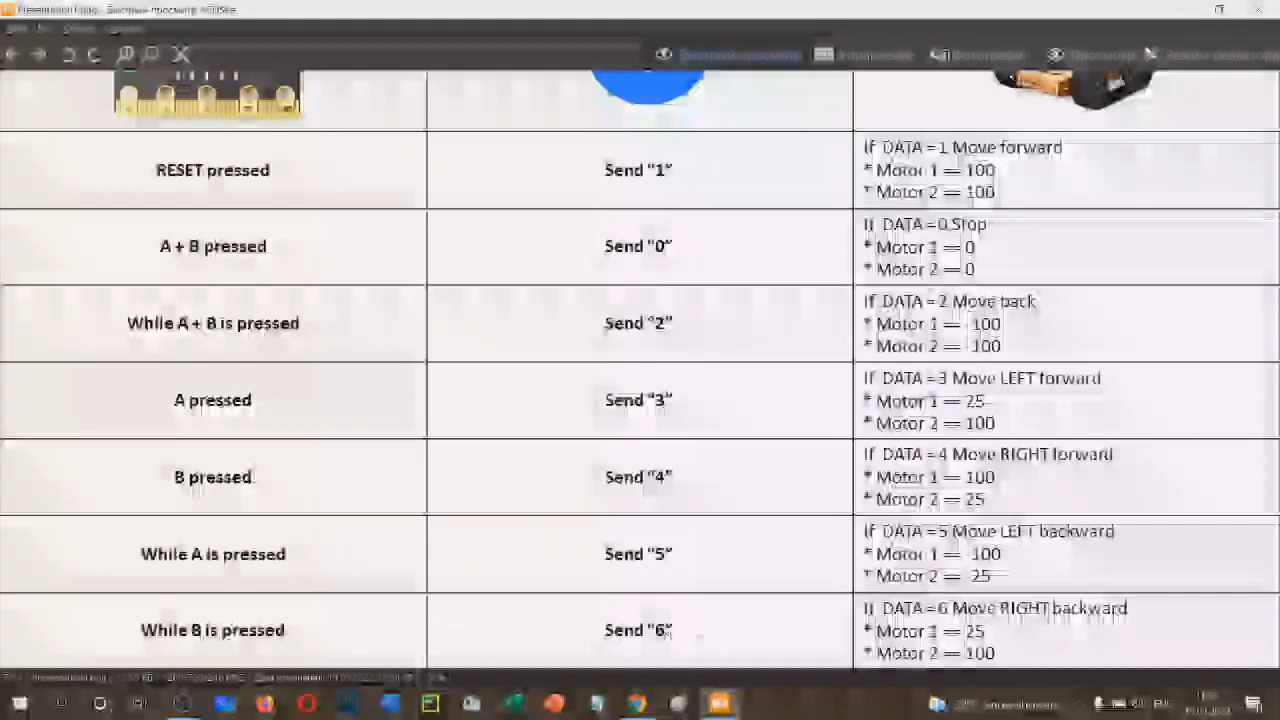 Быстрый просмотр
Управление
Просмотр
RESET pressed
Send "1"
If DATA =1 Move forward
* Motor 1 == 100
* Motor 2 == 100
A + B pressed
Send "0"
If DATA =0 Stop
* Motor 1 == 0
* Motor 2 == 0
While A + B is pressed
Send "2"
If DATA =2 Move back
* Motor 1 == 100
* Motor 2 == 100
A pressed
Send "3"
If DATA =3 Move LEFT forward
* Motor 1 == 25
* Motor 2 == 100
B pressed
Send "4"
If DATA =4 Move RIGHT forward
* Motor 1 == 100
* Motor 2 == 25
While A is pressed
Send "5"
If DATA =5 Move LEFT backward
* Motor 1 == 100
* Motor 2 == 25
While B is pressed
Send "6"
If DATA =6 Move RIGHT backward
* Motor 1 == 25
* Motor 2 == 100